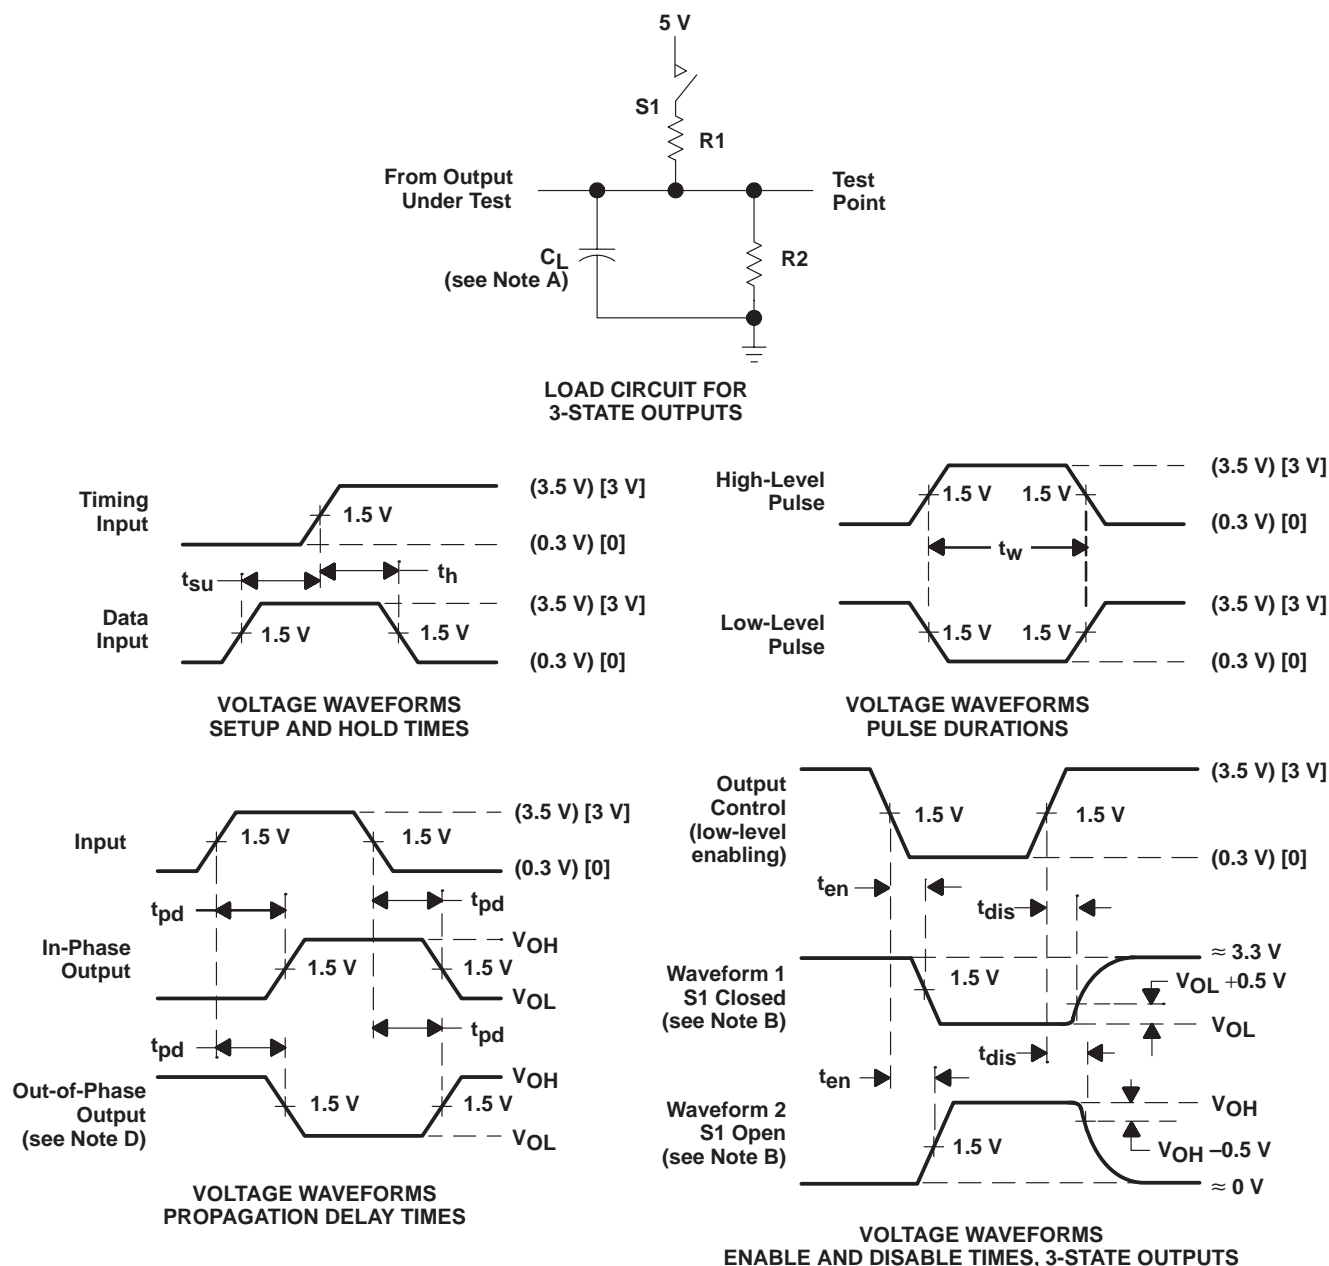 5 V
S1
R1
From Output
Under Test
Test
Point
CL
(see Note A)
R2
LOAD CIRCUIT FOR
3-STATE OUTPUTS
Timing
Input
1.5 V
(3.5 V) [3 V]
(0.3 V) [0]
tsu
th
Data
Input
1.5 V
1.5 V
(3.5 V) [3 V]
(0.3 V) [0]
VOLTAGE WAVEFORMS
SETUP AND HOLD TIMES
High-Level
Pulse
1.5 V
1.5 V
(3.5 V) [3 V]
(0.3 V) [0]
tw
Low-Level
Pulse
1.5 V
1.5 V
(3.5 V) [3 V]
(0.3 V) [0]
VOLTAGE WAVEFORMS
PULSE DURATIONS
Input
1.5 V
1.5 V
(3.5 V) [3 V]
(0.3 V) [0]
tpd
tpd
In-Phase
Output
1.5 V
1.5 V
VOH
VOL
tpd
tpd
Out-of-Phase
Output
(see Note D)
1.5 V
1.5 V
VOH
VOL
VOLTAGE WAVEFORMS
PROPAGATION DELAY TIMES
Output
Control
(low-level
enabling)
1.5 V
1.5 V
(3.5 V) [3 V]
(0.3 V) [0]
ten
tdis
Waveform 1
S1 Closed
(see Note B)
1.5 V
≈ 3.3 V
VOL +0.5 V
VOL
ten
tdis
Waveform 2
S1 Open
(see Note B)
1.5 V
VOH
VOH –0.5 V
≈ 0 V
VOLTAGE WAVEFORMS
ENABLE AND DISABLE TIMES, 3-STATE OUTPUTS